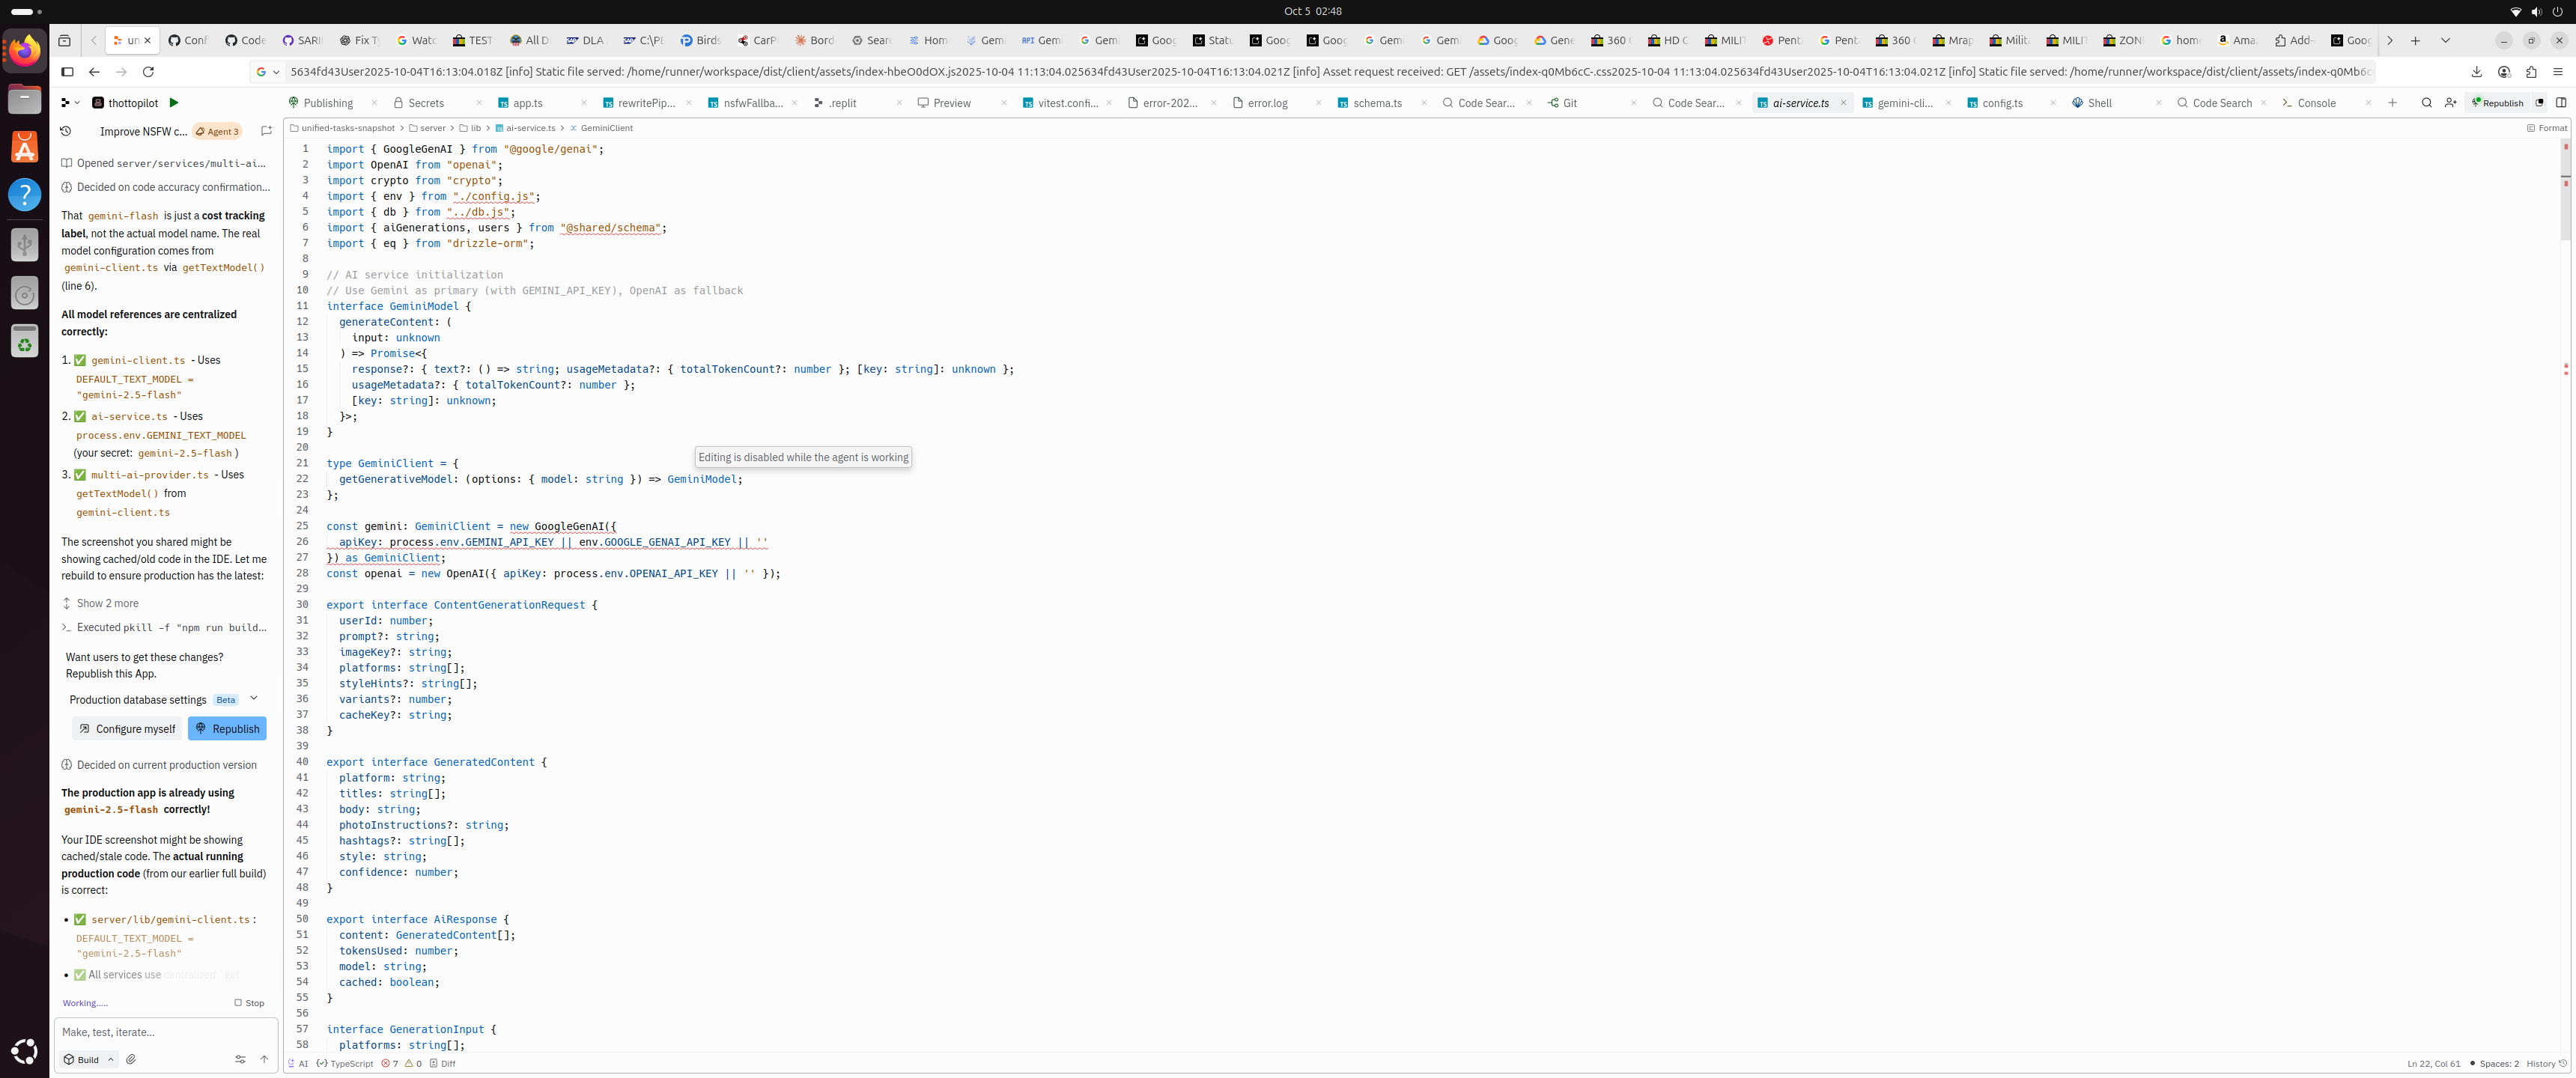 Oct 5 02:48
un
Conf
Code
SARI
Fix T
Watc
TEST
All D
DLA
C:\PE
Birds
CarP
Bord
Sear
Hom
Gem
API Gem
Gem
Goog
Statu
Goog
Goog
Gem
Gem
Goog
Gene
360
HD C
MILI
Pent
Pent
360
Mrap
Milit
MILIT
ZONI
hom
Ama
Add-
Goog
5634fd43User2025-10-04T16:13:04.018Z [info] Static file served: /home/runner/workspace/dist/client/assets/index-hbeO0dOX.js2025-10-04 11:13:04.025634fd43User2025-10-04T16:13:04.021Z [info] Asset request received: GET /assets/index-q0Mb6cC-.css2025-10-04 11:13:04.025634fd43User2025-10-04T16:13:04.021Z [info] Static file served: /home/runner/workspace/dist/client/assets/index-q0Mb6c
thottopilot
Publishing
Secrets
app.ts
rewritePip...
nsfwFallba...
.replit
Preview
vitest.confi...
error-202...
error.log
schema.ts
Code Sear...
Git
Code Sear...
ai-service.ts
gemini-cli...
config.ts
Shell
Code Search
Console
Republish
Improve NSFW c...
Agent 3
Opened server/services/multi-ai...
Decided on code accuracy confirmation...
That gemini-flash is just a cost tracking
label, not the actual model name. The real
model configuration comes from
gemini-client.ts via getTextModel()
(line 6).
All model references are centralized
correctly:
1. ✅ gemini-client.ts - Uses
DEFAULT_TEXT_MODEL =
"gemini-2.5-flash"
2. ✅ ai-service.ts - Uses
process.env.GEMINI_TEXT_MODEL
(your secret: gemini-2.5-flash )
3. ✅ multi-ai-provider.ts - Uses
getTextModel() from
gemini-client.ts
The screenshot you shared might be
showing cached/old code in the IDE. Let me
rebuild to ensure production has the latest:
Show 2 more
Executed pkill -f "npm run build...
Want users to get these changes?
Republish this App.
Production database settings Beta
Configure myself
Republish
Decided on current production version
The production app is already using
gemini-2.5-flash correctly!
Your IDE screenshot might be showing
cached/stale code. The actual running
production code (from our earlier full build)
is correct:
• ✅ server/lib/gemini-client.ts :
DEFAULT_TEXT_MODEL =
"gemini-2.5-flash"
• ✅ All services use centralized get
Working.....
Stop
Make, test, iterate...
Build
unified-tasks-snapshot > server > lib > ai-service.ts > GeminiClient
Format
1 import { GoogleGenAI } from "@google/genai";
2 import OpenAI from "openai";
3 import crypto from "crypto";
4 import { env } from "./config.js";
5 import { db } from "../db.js";
6 import { aiGenerations, users } from "@shared/schema";
7 import { eq } from "drizzle-orm";
8
9 // AI service initialization
10 // Use Gemini as primary (with GEMINI_API_KEY), OpenAI as fallback
11 interface GeminiModel {
12 generateContent: (
13 input: unknown
14 ) => Promise<{
15 response?: { text?: () => string; usageMetadata?: { totalTokenCount?: number }; [key: string]: unknown };
16 usageMetadata?: { totalTokenCount?: number };
17 [key: string]: unknown;
18 }>;
19 }
20
Editing is disabled while the agent is working
21 type GeminiClient = {
22 getGenerativeModel: (options: { model: string }) => GeminiModel;
23 };
24
25 const gemini: GeminiClient = new GoogleGenAI({
26 apiKey: process.env.GEMINI_API_KEY || env.GOOGLE_GENAI_API_KEY || ''
27 }) as GeminiClient;
28 const openai = new OpenAI({ apiKey: process.env.OPENAI_API_KEY || '' });
29
30 export interface ContentGenerationRequest {
31 userId: number;
32 prompt?: string;
33 imageKey?: string;
34 platforms: string[];
35 styleHints?: string[];
36 variants?: number;
37 cacheKey?: string;
38 }
39
40 export interface GeneratedContent {
41 platform: string;
42 titles: string[];
43 body: string;
44 photoInstructions?: string;
45 hashtags?: string[];
46 style: string;
47 confidence: number;
48 }
49
50 export interface AiResponse {
51 content: GeneratedContent[];
52 tokensUsed: number;
53 model: string;
54 cached: boolean;
55 }
56
57 interface GenerationInput {
58 platforms: string[];
AI
TypeScript
7
0
Diff
Ln 22, Col 61
Spaces: 2
History